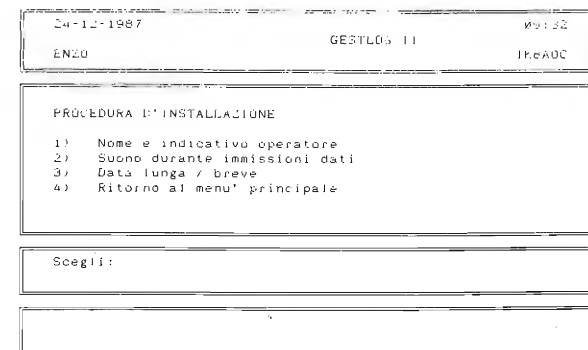 24-12-1987 09:32
GESTLOG II
ENZO IK8AOC
PROCEDURA D'INSTALLAZIONE
1) Nome e indicativo operatore
2) Suono durante immissioni dati
3) Data lunga / breve
4) Ritorno al menu' principale
Scegli: